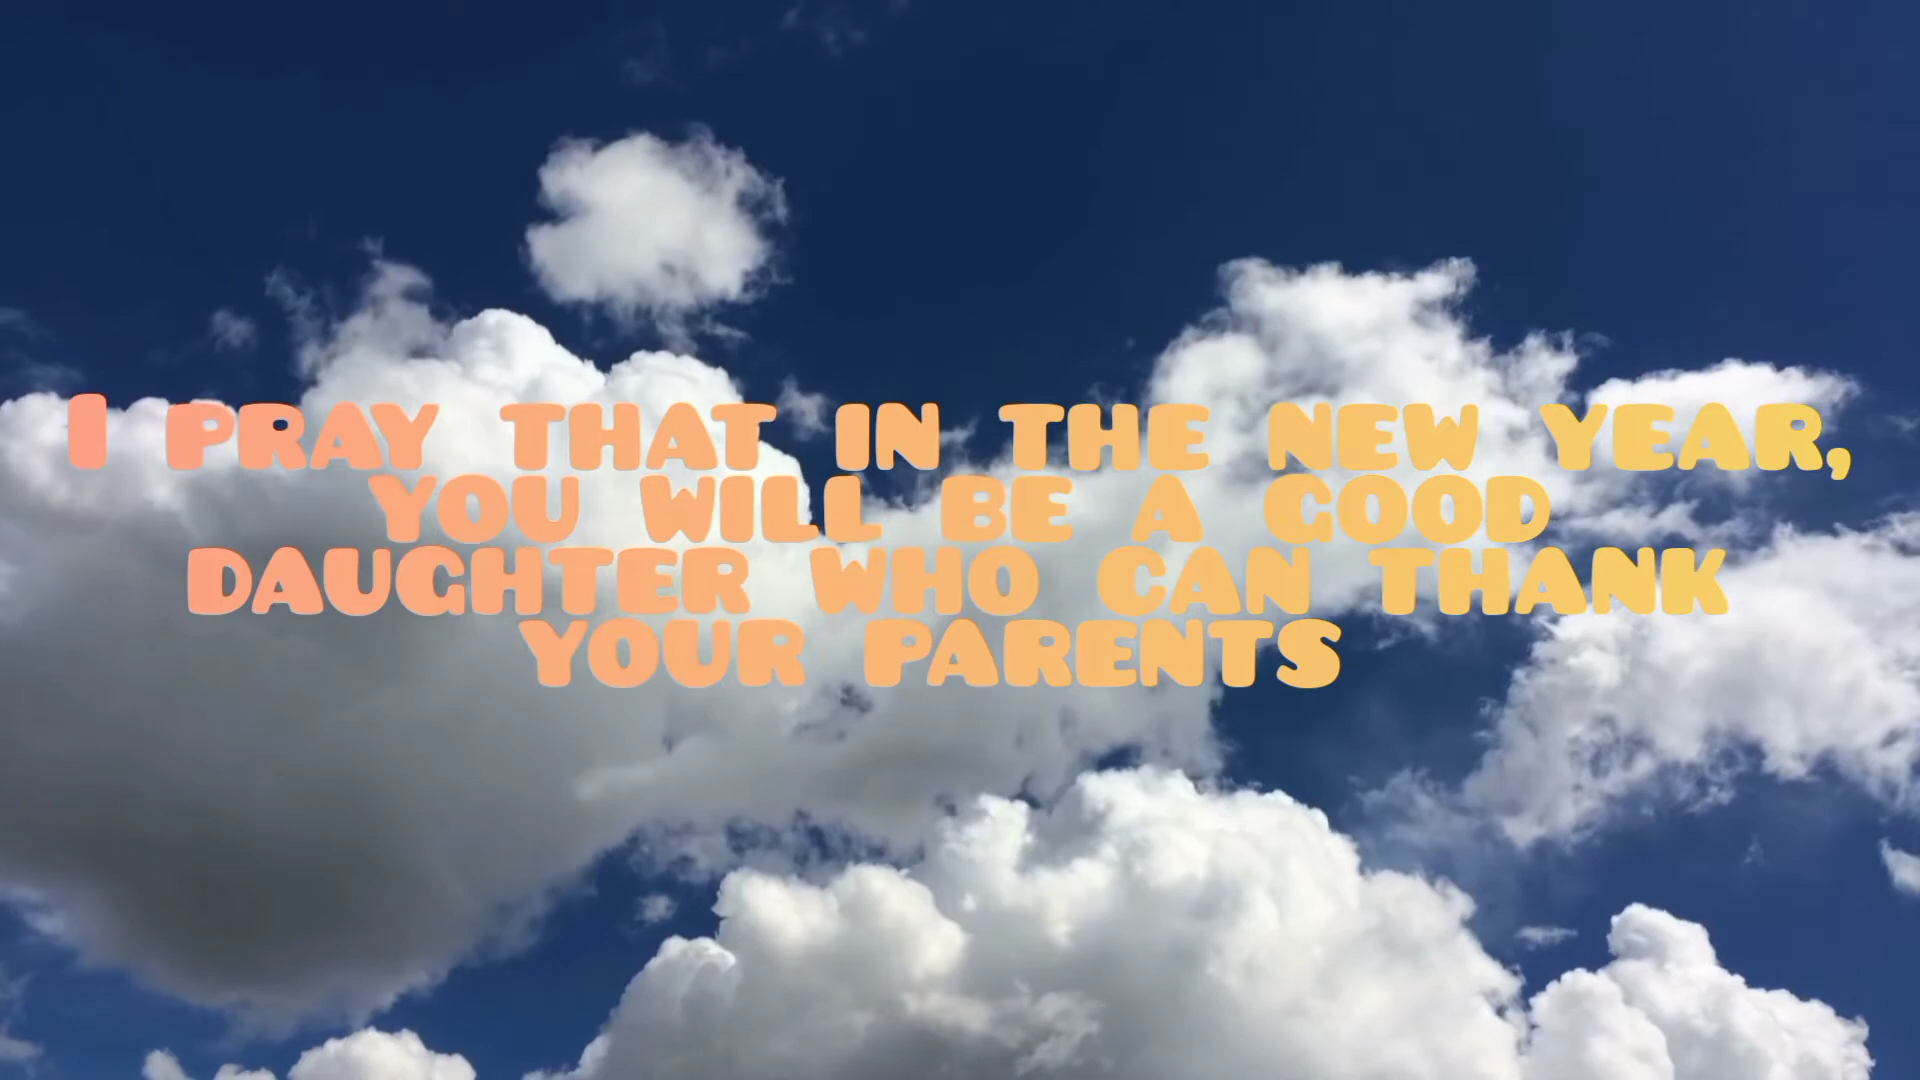 I PRAY THAT IN THE NEW YEAR,
YOU WILL BE A GOOD
DAUGHTER WHO CAN THANK
YOUR PARENTS